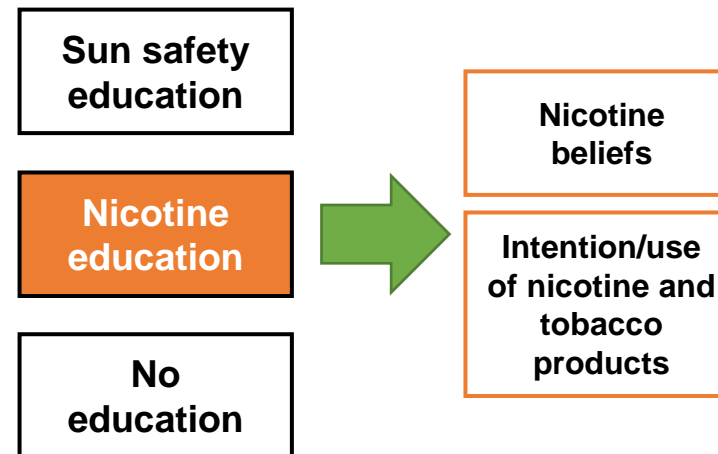 Sun safety
education
Nicotine
education
No
education
Nicotine
beliefs
Intention/use
of nicotine and
tobacco
products